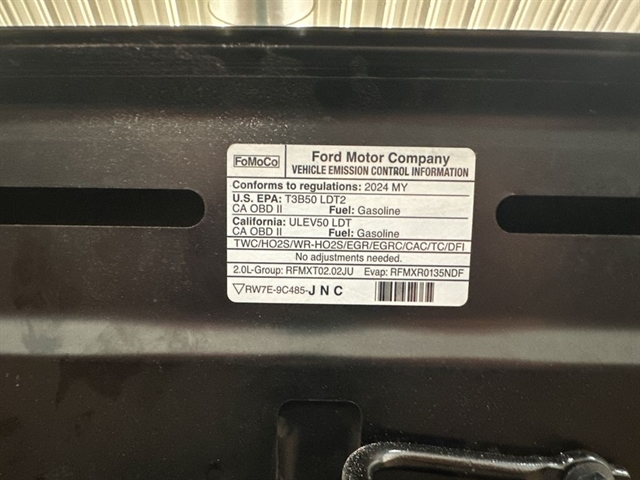 FoMoCo
Ford Motor Company
VEHICLE EMISSION CONTROL INFORMATION
Conforms to regulations: 2024 MY
U.S. EPA: T3B50 LDT2
CA OBD II Fuel: Gasoline
California: ULEV50 LDT
CA OBD II Fuel: Gasoline
TWC/HO2S/WR-HO2S/EGR/EGRC/CAC/TC/DFI
No adjustments needed.
2.0L-Group: RFMXT02.02JU Evap: RFMXR0135NDF
▽RW7E-9C485-JNC